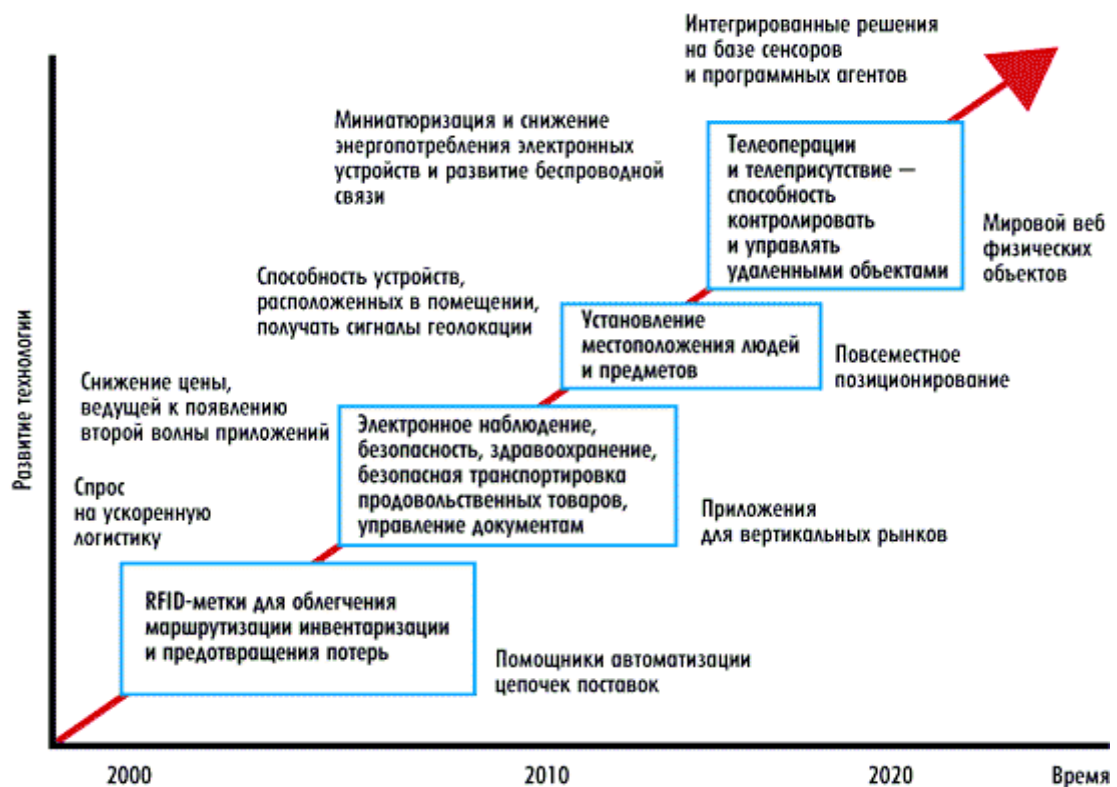 Интегрированные решения
на базе сенсоров
и программных агентов
Миниатюризация и снижение
энергопотребления электронных
устройств и развитие беспроводной
связи
Телеоперации
и телеприсутствие —
способность
контролировать
и управлять
удаленными объектами
Мировой веб
физических
объектов
Способность устройств,
расположенных в помещении,
получать сигналы геолокации
Установление
местоположения людей
и предметов
Повсеместное
позиционирование
Снижение цены,
ведущей к появлению
второй волны приложений
Электронное наблюдение,
безопасность, здравоохранение,
безопасная транспортировка
продовольственных товаров,
управление документам
Приложения
для вертикальных рынков
Спрос
на ускоренную
логистику
RFID-метки для облегчения
маршрутизации инвентаризации
и предотвращения потерь
Помощники автоматизации
цепочек поставок
Развитие технологии
2000
2010
2020
Время